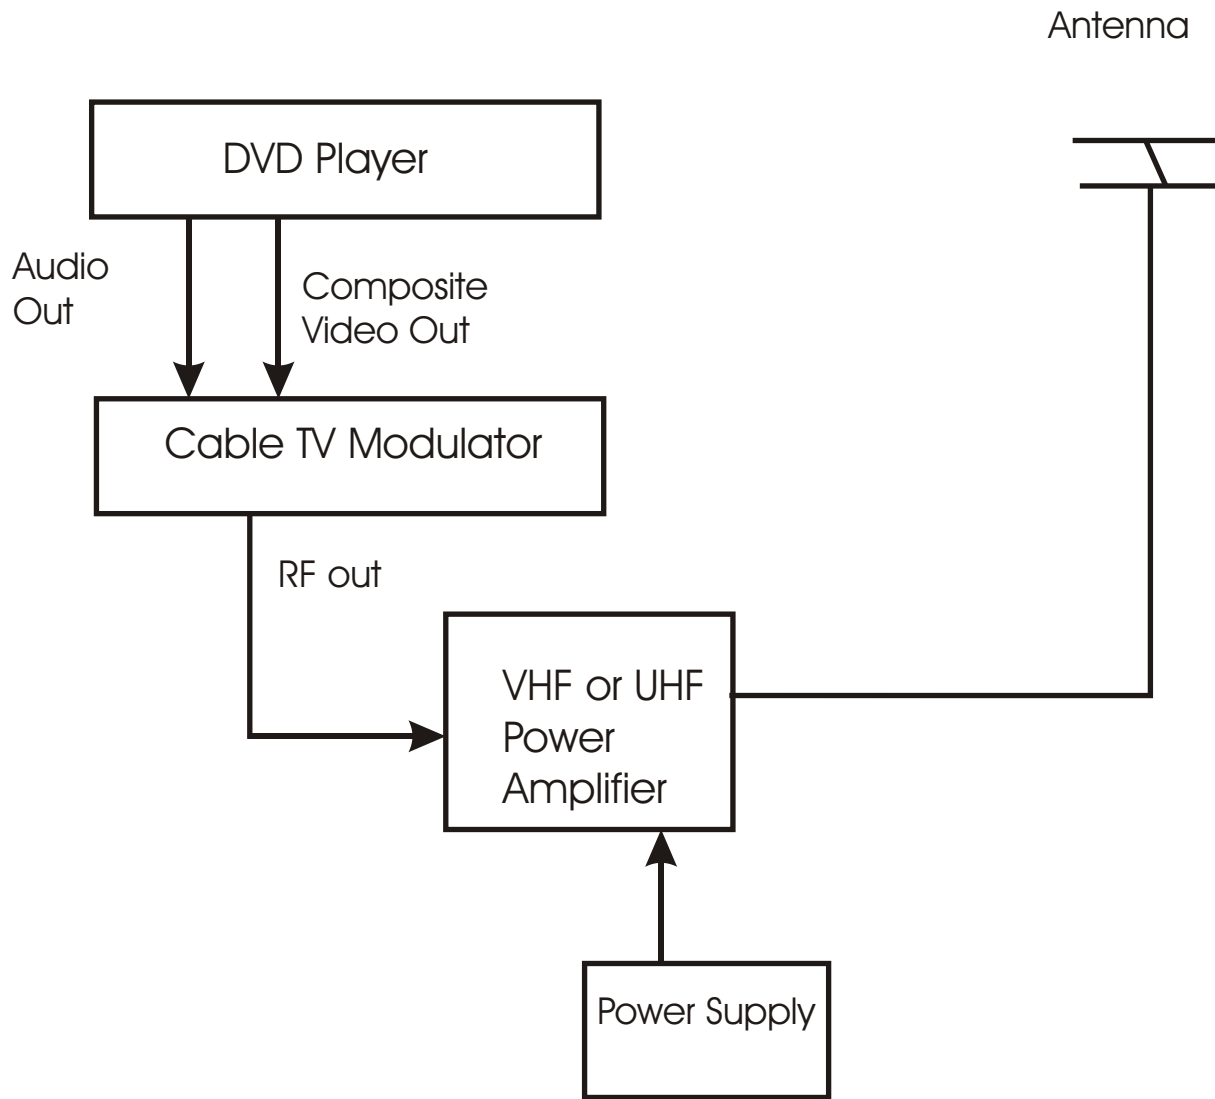 Antenna
DVD Player
Audio
Out
Composite
Video Out
Cable TV Modulator
RF out
VHF or UHF
Power
Amplifier
Power Supply